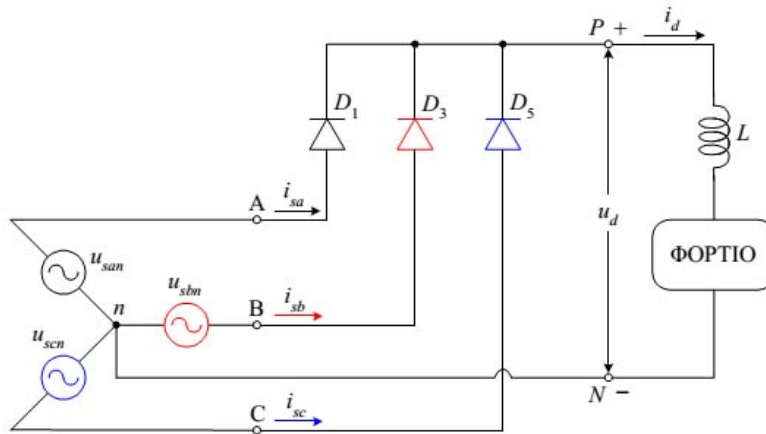 P +
i_d
D_1
D_3
D_5
L
A
i_sa
u_d
ΦΟΡΤΙΟ
u_san
u_sbn
n
B
i_sb
u_scn
N −
C
i_sc